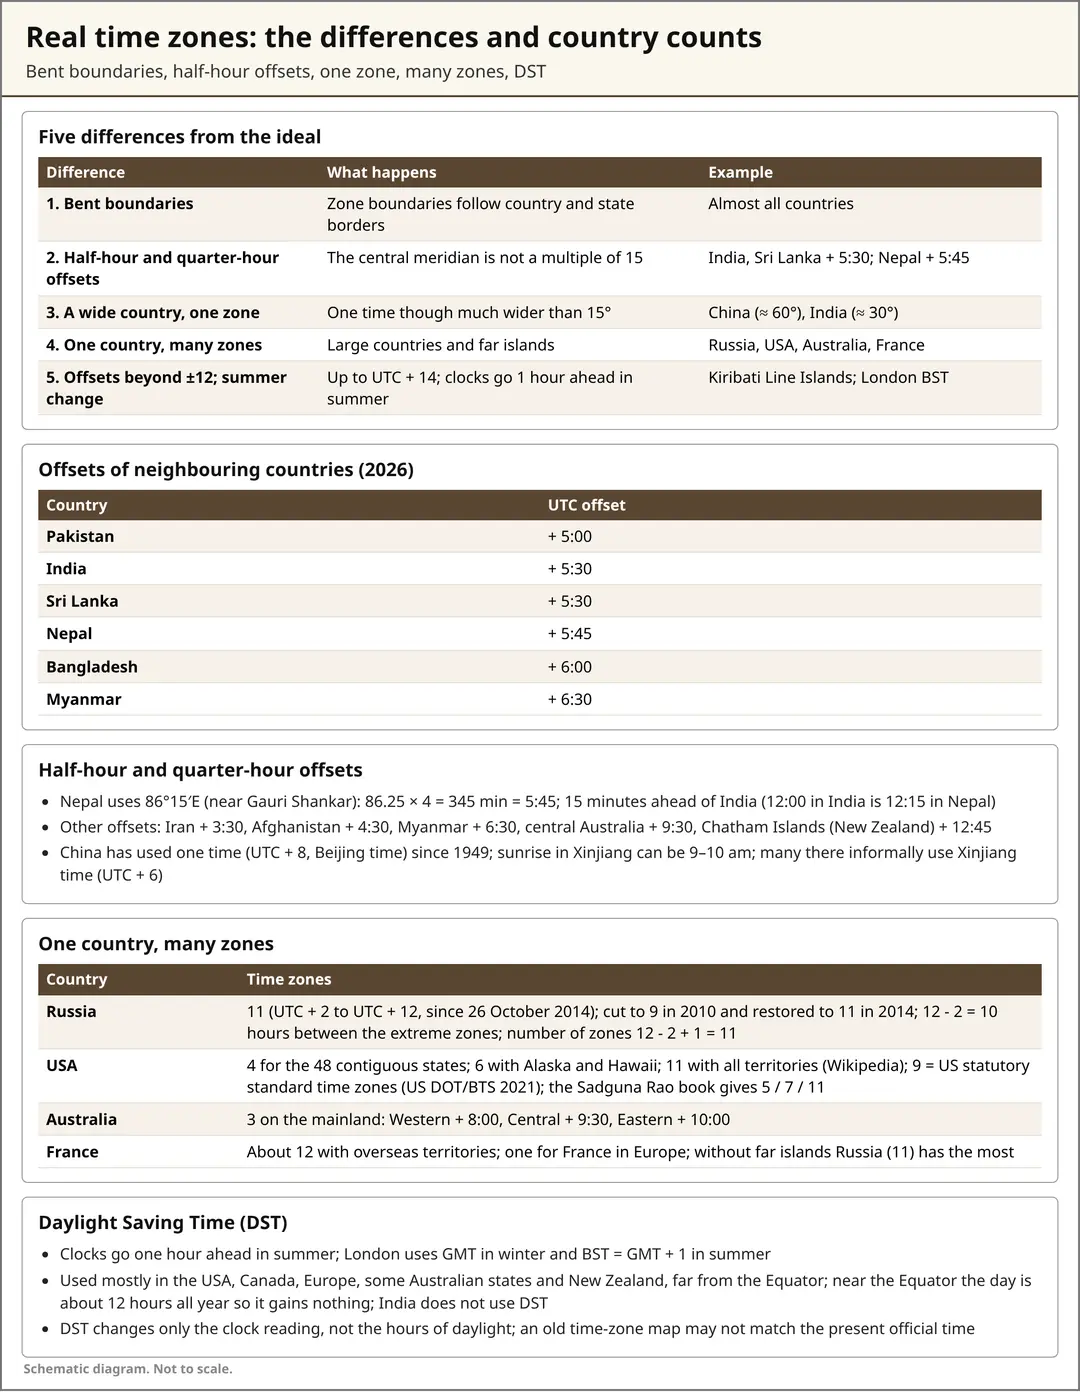 Real time zones: the differences and country counts
Bent boundaries, half-hour offsets, one zone, many zones, DST
Five differences from the ideal
Difference What happens Example
1. Bent boundaries Zone boundaries follow country and state borders Almost all countries
2. Half-hour and quarter-hour offsets The central meridian is not a multiple of 15 India, Sri Lanka + 5:30; Nepal + 5:45
3. A wide country, one zone One time though much wider than 15° China (≈ 60°), India (≈ 30°)
4. One country, many zones Large countries and far islands Russia, USA, Australia, France
5. Offsets beyond ±12; summer change Up to UTC + 14; clocks go 1 hour ahead in summer Kiribati Line Islands; London BST
Offsets of neighbouring countries (2026)
Country UTC offset
Pakistan + 5:00
India + 5:30
Sri Lanka + 5:30
Nepal + 5:45
Bangladesh + 6:00
Myanmar + 6:30
Half-hour and quarter-hour offsets
• Nepal uses 86°15′E (near Gauri Shankar): 86.25 × 4 = 345 min = 5:45; 15 minutes ahead of India (12:00 in India is 12:15 in Nepal)
• Other offsets: Iran + 3:30, Afghanistan + 4:30, Myanmar + 6:30, central Australia + 9:30, Chatham Islands (New Zealand) + 12:45
• China has used one time (UTC + 8, Beijing time) since 1949; sunrise in Xinjiang can be 9–10 am; many there informally use Xinjiang
time (UTC + 6)
One country, many zones
Country Time zones
Russia 11 (UTC + 2 to UTC + 12, since 26 October 2014); cut to 9 in 2010 and restored to 11 in 2014; 12 - 2 = 10
hours between the extreme zones; number of zones 12 - 2 + 1 = 11
USA 4 for the 48 contiguous states; 6 with Alaska and Hawaii; 11 with all territories (Wikipedia); 9 = US statutory
standard time zones (US DOT/BTS 2021); the Sadguna Rao book gives 5 / 7 / 11
Australia 3 on the mainland: Western + 8:00, Central + 9:30, Eastern + 10:00
France About 12 with overseas territories; one for France in Europe; without far islands Russia (11) has the most
Daylight Saving Time (DST)
• Clocks go one hour ahead in summer; London uses GMT in winter and BST = GMT + 1 in summer
• Used mostly in the USA, Canada, Europe, some Australian states and New Zealand, far from the Equator; near the Equator the day is
about 12 hours all year so it gains nothing; India does not use DST
• DST changes only the clock reading, not the hours of daylight; an old time-zone map may not match the present official time
Schematic diagram. Not to scale.